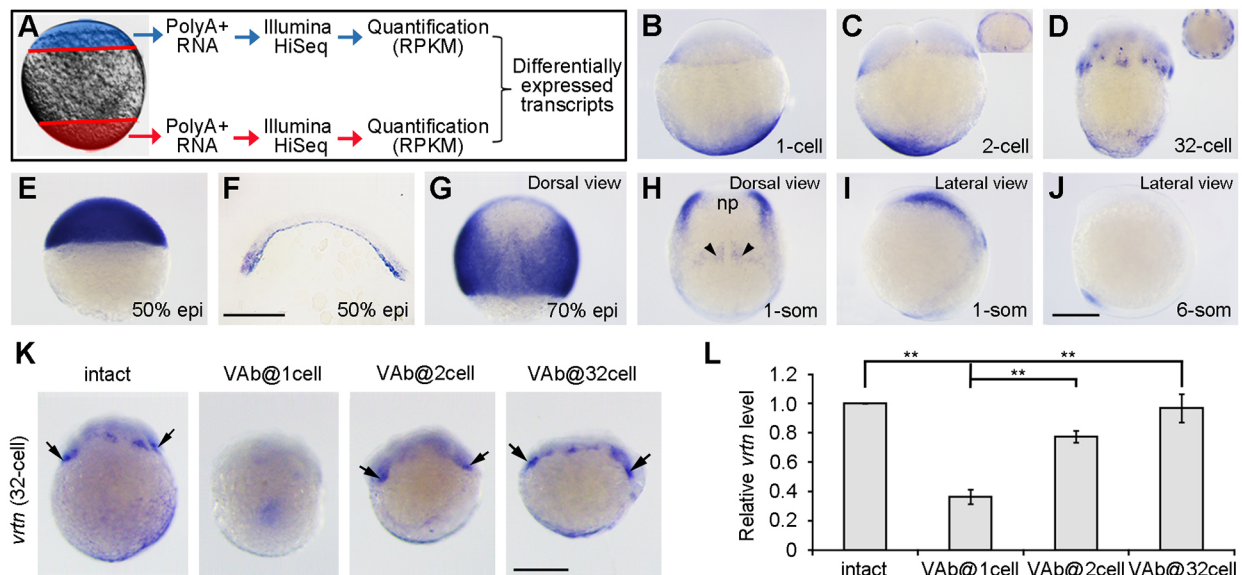 A
PolyA+
RNA
Illumina
HiSeq
Quantification
(RPKM)
Differentially
expressed
transcripts
PolyA+
RNA
Illumina
HiSeq
Quantification
(RPKM)
B
1-cell
C
2-cell
D
32-cell
E
50% epi
F
50% epi
G
Dorsal view
70% epi
H
Dorsal view
np
1-som
I
Lateral view
1-som
J
Lateral view
6-som
K
intact
VAb@1cell
VAb@2cell
VAb@32cell
vrtn (32-cell)
L
** **
**
Relative vrtn level
1.2
1.0
0.8
0.6
0.4
0.2
0
intact VAb@1cell VAb@2cell VAb@32cell